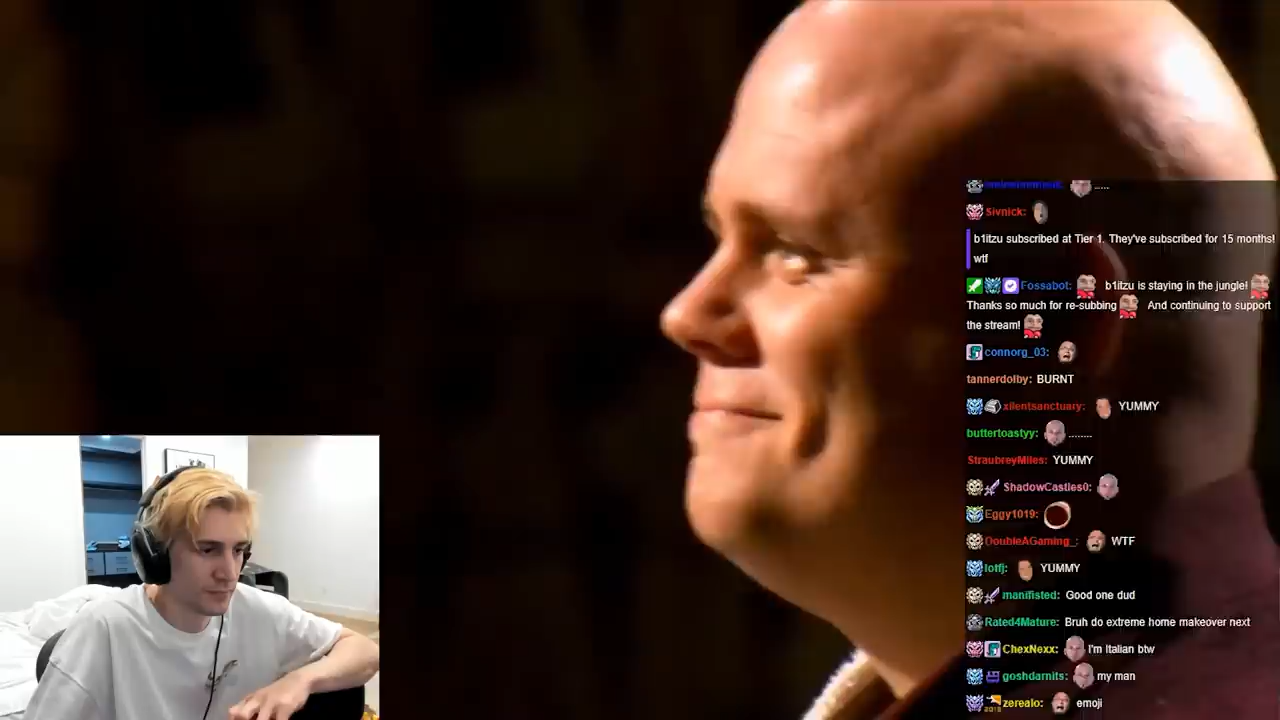 Sivnick:
b1itzu subscribed at Tier 1. They've subscribed for 15 months!
wtf
Fossabot: b1itzu is staying in the jungle!
Thanks so much for re-subbing And continuing to support
the stream!
connorg_03:
tannerdolby: BURNT
xilentsanctuary: YUMMY
buttertoastyy: ........
StraubreyMiles: YUMMY
ShadowCastles0:
Eggy1019:
DoubleAGaming_: WTF
loffj: YUMMY
manifisted: Good one dud
Rated4Mature: Bruh do extreme home makeover next
ChexNexx: I'm Italian btw
goshdarnits: my man
zerealo: emoji